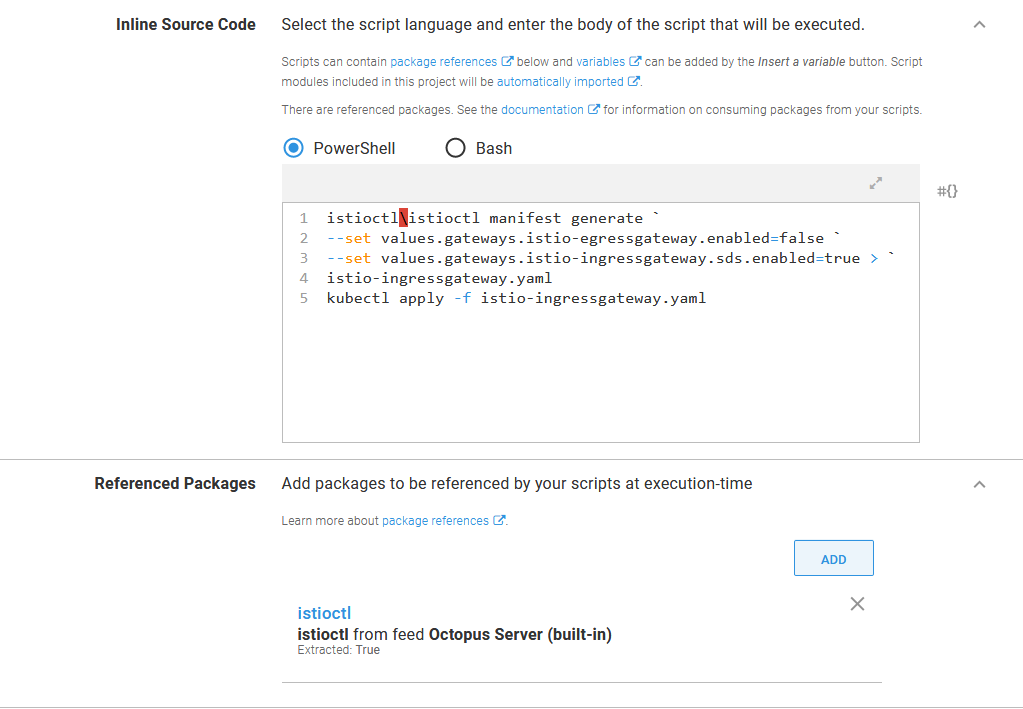 Inline Source Code
Select the script language and enter the body of the script that will be executed.
Scripts can contain package references below and variables can be added by the Insert a variable button. Script
modules included in this project will be automatically imported .
There are referenced packages. See the documentation for information on consuming packages from your scripts.
PowerShell
Bash
#{}
1 istioctl\istioctl manifest generate `
2 --set values.gateways.istio-egressgateway.enabled=false `
3 --set values.gateways.istio-ingressgateway.sds.enabled=true > `
4 istio-ingressgateway.yaml
5 kubectl apply -f istio-ingressgateway.yaml
Referenced Packages
Add packages to be referenced by your scripts at execution-time
Learn more about package references .
ADD
istioctl
istioctl from feed Octopus Server (built-in)
Extracted: True